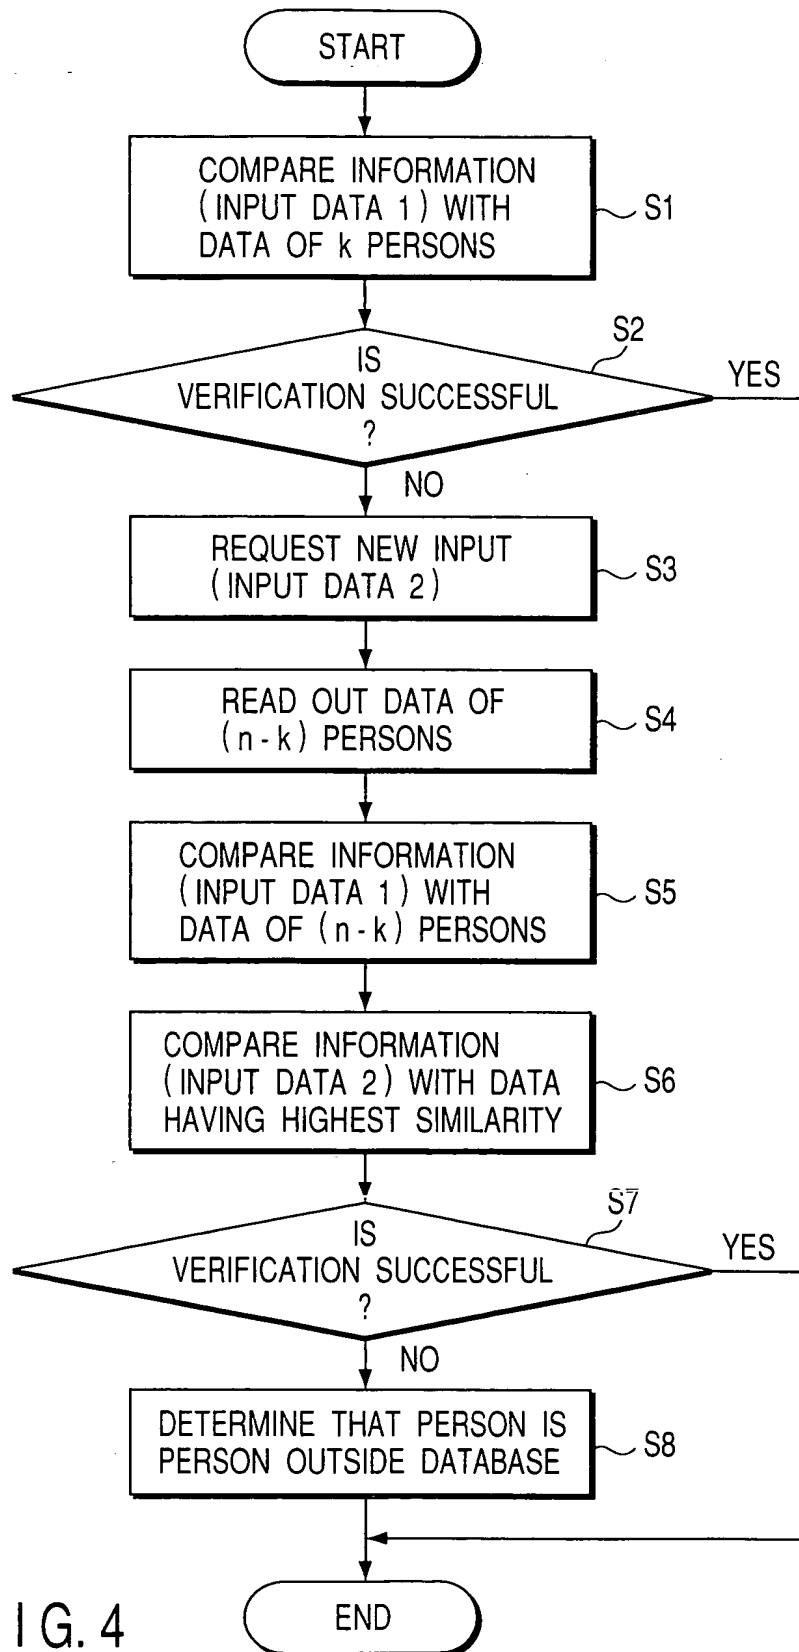 START
COMPARE INFORMATION
(INPUT DATA 1) WITH
DATA OF k PERSONS
S1
S2
IS
VERIFICATION SUCCESSFUL
?
YES
NO
REQUEST NEW INPUT
(INPUT DATA 2)
S3
READ OUT DATA OF
(n-k) PERSONS
S4
COMPARE INFORMATION
(INPUT DATA 1) WITH
DATA OF (n-k) PERSONS
S5
COMPARE INFORMATION
(INPUT DATA 2) WITH DATA
HAVING HIGHEST SIMILARITY
S6
S7
IS
VERIFICATION SUCCESSFUL
?
YES
NO
DETERMINE THAT PERSON IS
PERSON OUTSIDE DATABASE
S8
END
IG. 4